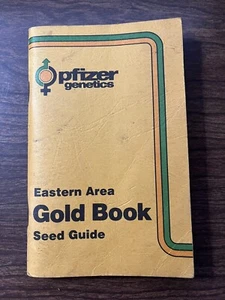 pfizer
genetics
Eastern Area
Gold Book
Seed Guide